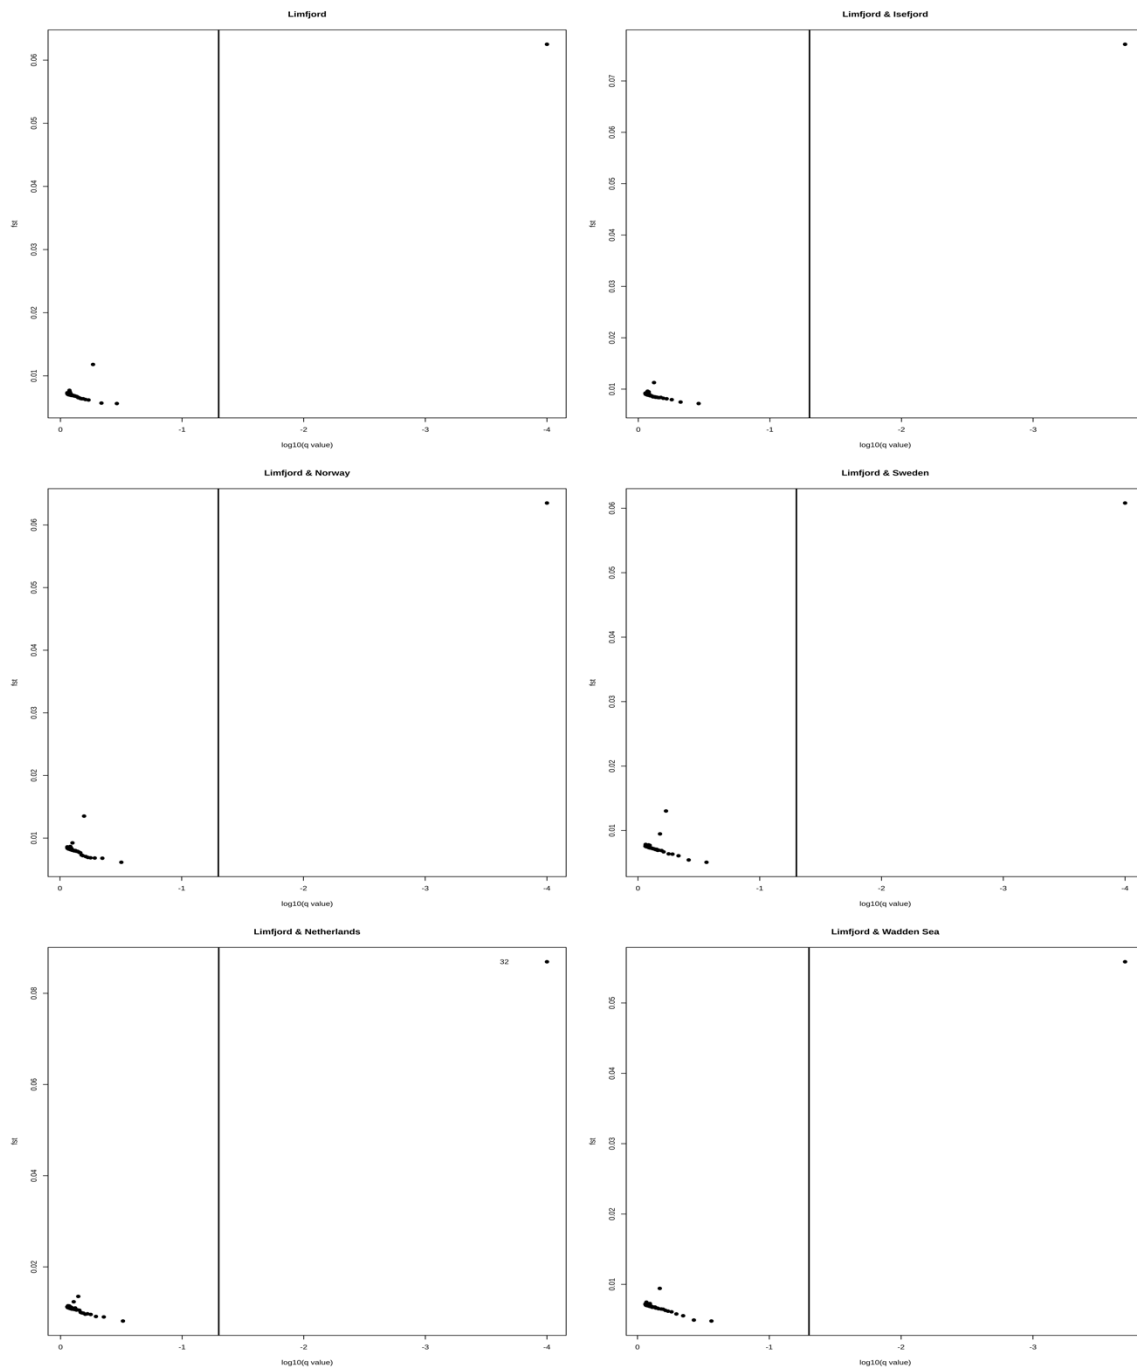 Limfjord
0.06
0.05
0.04
0.03
0.02
0.01
fst
0 -1 -2 -3 -4
log10(q value)
Limfjord & Isefjord
0.07
0.06
0.05
0.04
0.03
0.02
0.01
fst
0 -1 -2 -3
log10(q value)
Limfjord & Norway
0.06
0.05
0.04
0.03
0.02
0.01
fst
0 -1 -2 -3 -4
log10(q value)
Limfjord & Sweden
0.06
0.05
0.04
0.03
0.02
0.01
fst
0 -1 -2 -3 -4
log10(q value)
Limfjord & Netherlands
32
0.08
0.06
0.04
0.02
fst
0 -1 -2 -3 -4
log10(q value)
Limfjord & Wadden Sea
0.05
0.04
0.03
0.02
0.01
fst
0 -1 -2 -3
log10(q value)